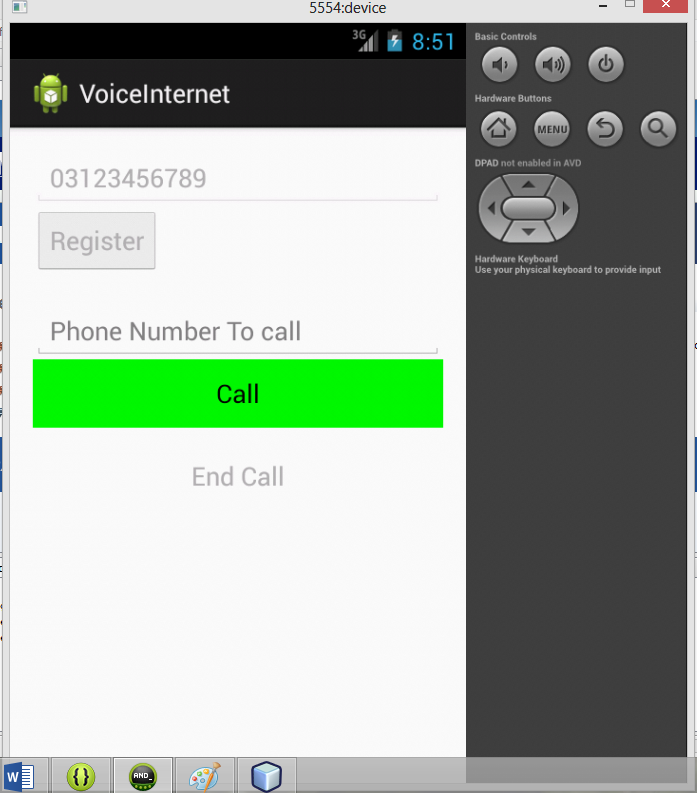 5554:device
3G 8:51
VoiceInternet
03123456789
Register
Phone Number To call
Call
End Call
Basic Controls
Hardware Buttons
MENU
DPAD not enabled in AVD
Hardware Keyboard
Use your physical keyboard to provide input
W
{}
AND_